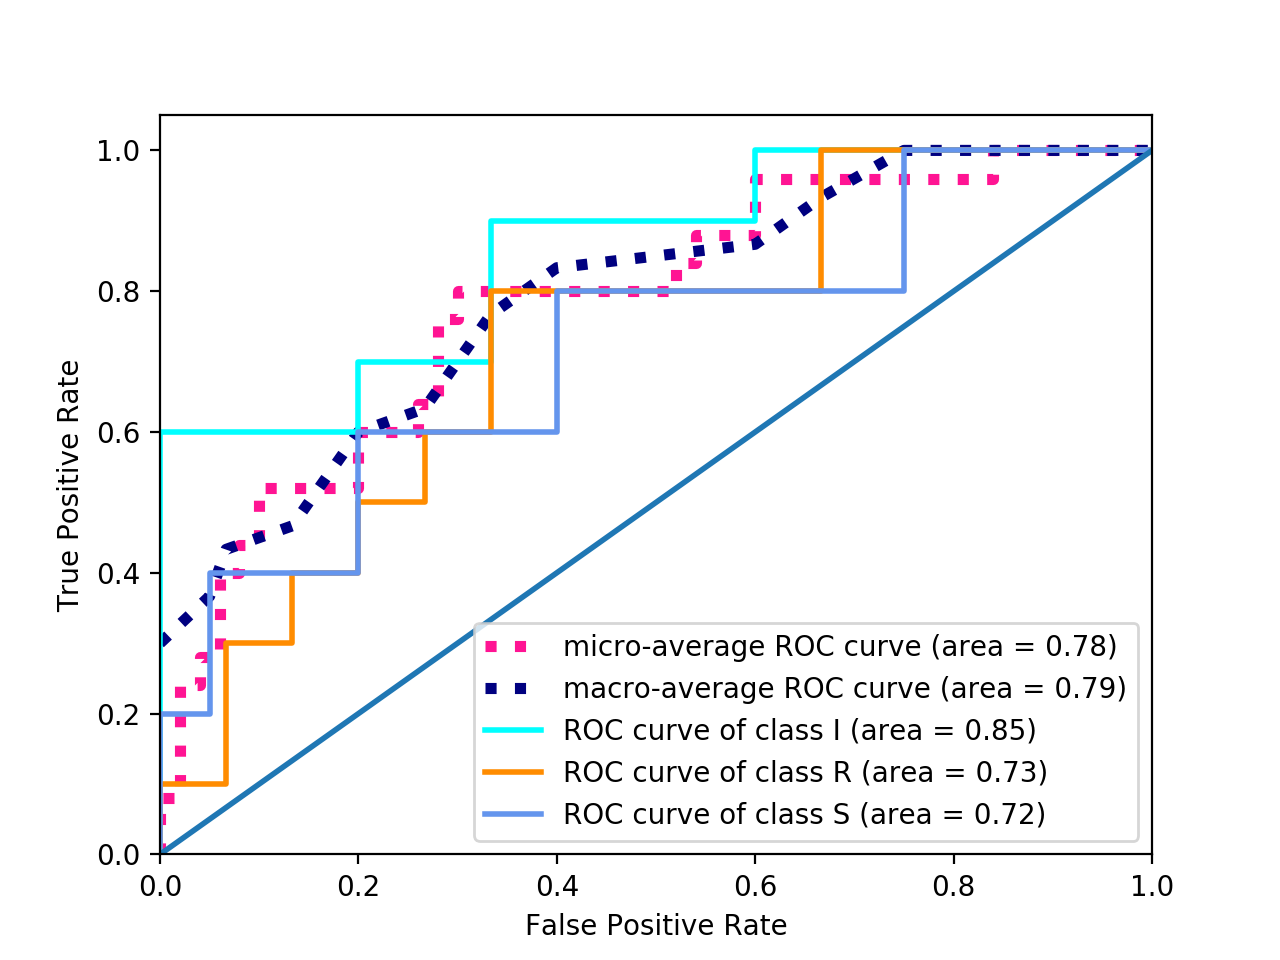 1.0
0.8
0.6
0.4
0.2
0.0
True Positive Rate
micro-average ROC curve (area = 0.78)
macro-average ROC curve (area = 0.79)
ROC curve of class I (area = 0.85)
ROC curve of class R (area = 0.73)
ROC curve of class S (area = 0.72)
0.0 0.2 0.4 0.6 0.8 1.0
False Positive Rate